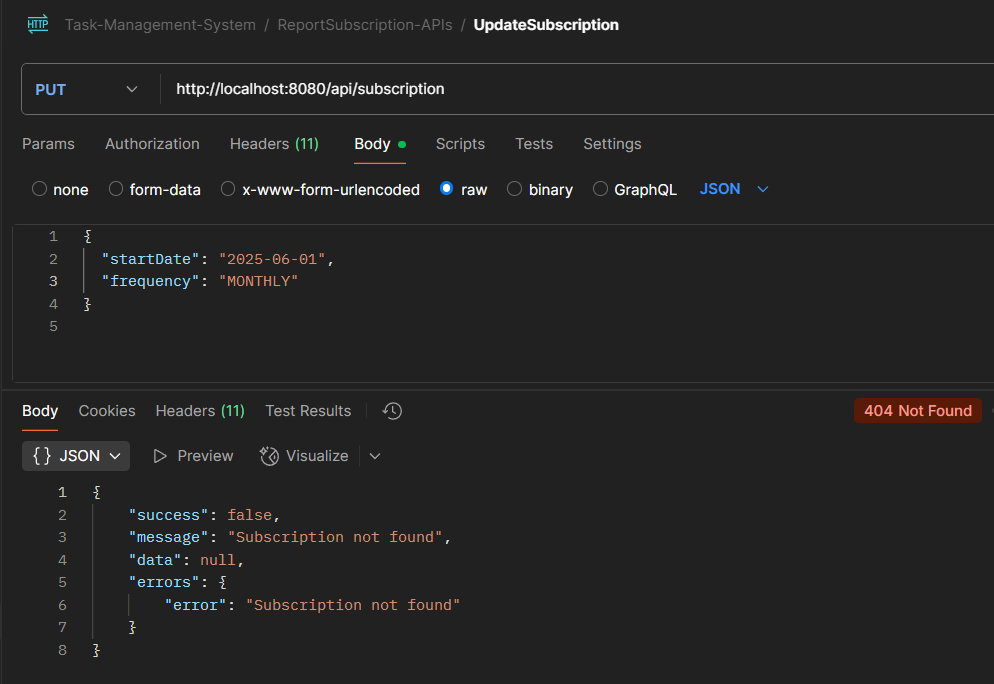 HTTP Task-Management-System / ReportSubscription-APIs / UpdateSubscription
PUT http://localhost:8080/api/subscription
Params Authorization Headers (11) Body Scripts Tests Settings
none form-data x-www-form-urlencoded raw binary GraphQL JSON
1 {
2 "startDate": "2025-06-01",
3 "frequency": "MONTHLY"
4 }
5
Body Cookies Headers (11) Test Results 404 Not Found
{} JSON Preview Visualize
1 {
2 "success": false,
3 "message": "Subscription not found",
4 "data": null,
5 "errors": {
6 "error": "Subscription not found"
7 }
8 }